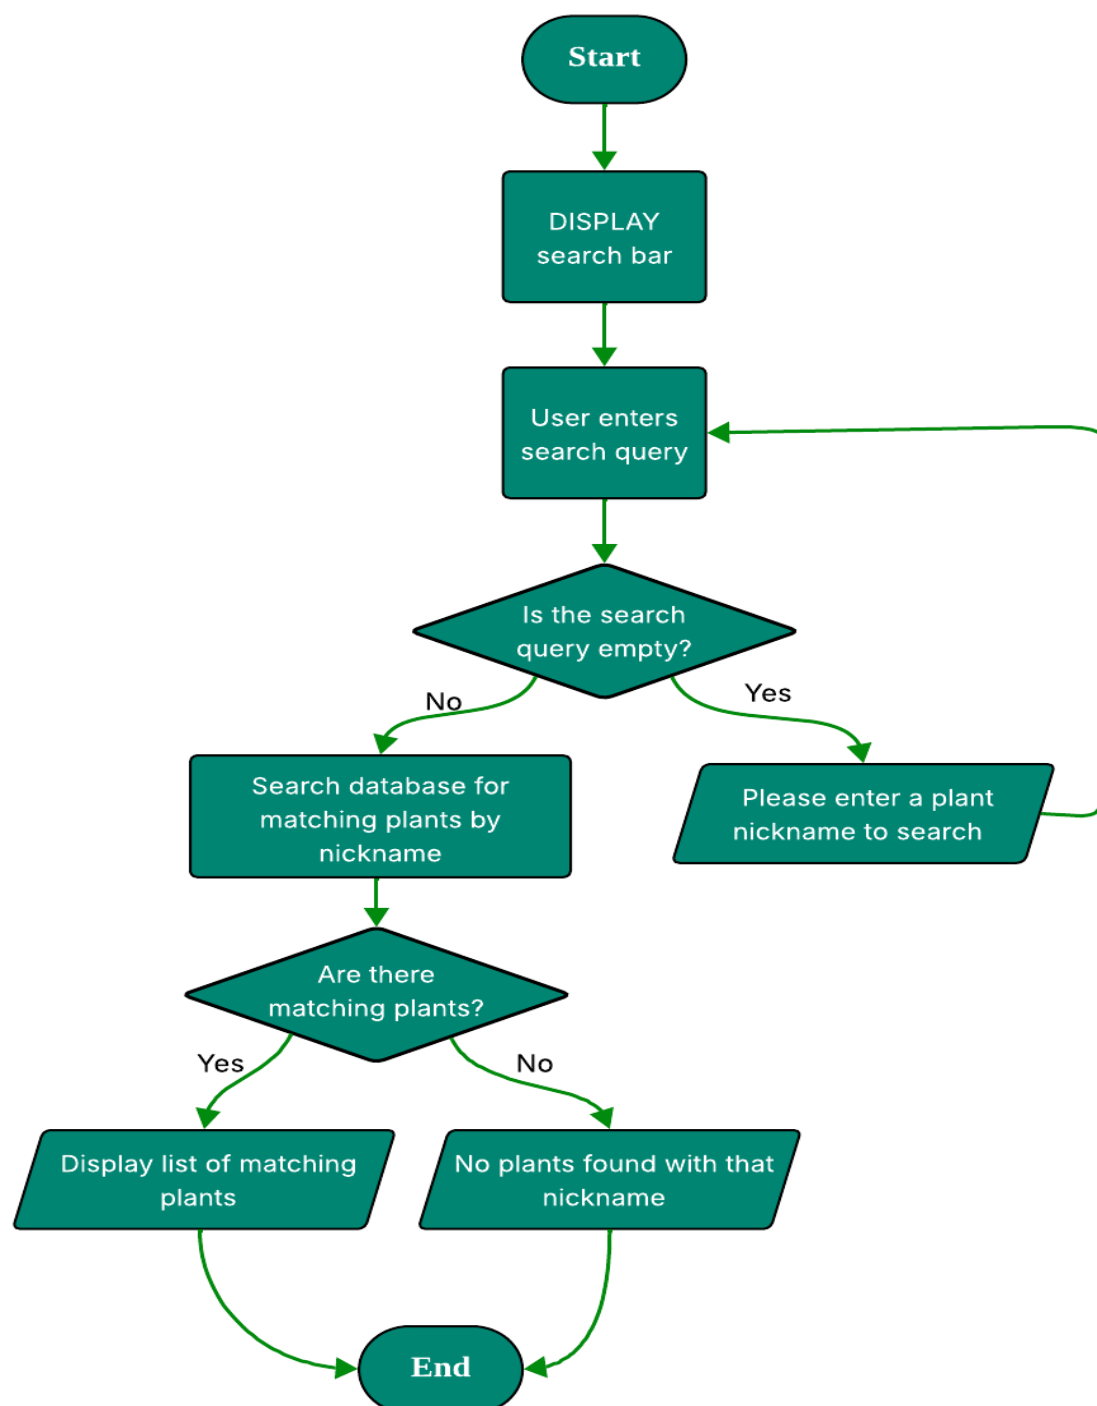 Start
DISPLAY
search bar
User enters
search query
Is the search
query empty?
No
Yes
Search database for
matching plants by
nickname
Please enter a plant
nickname to search
Are there
matching plants?
Yes
No
Display list of matching
plants
No plants found with that
nickname
End